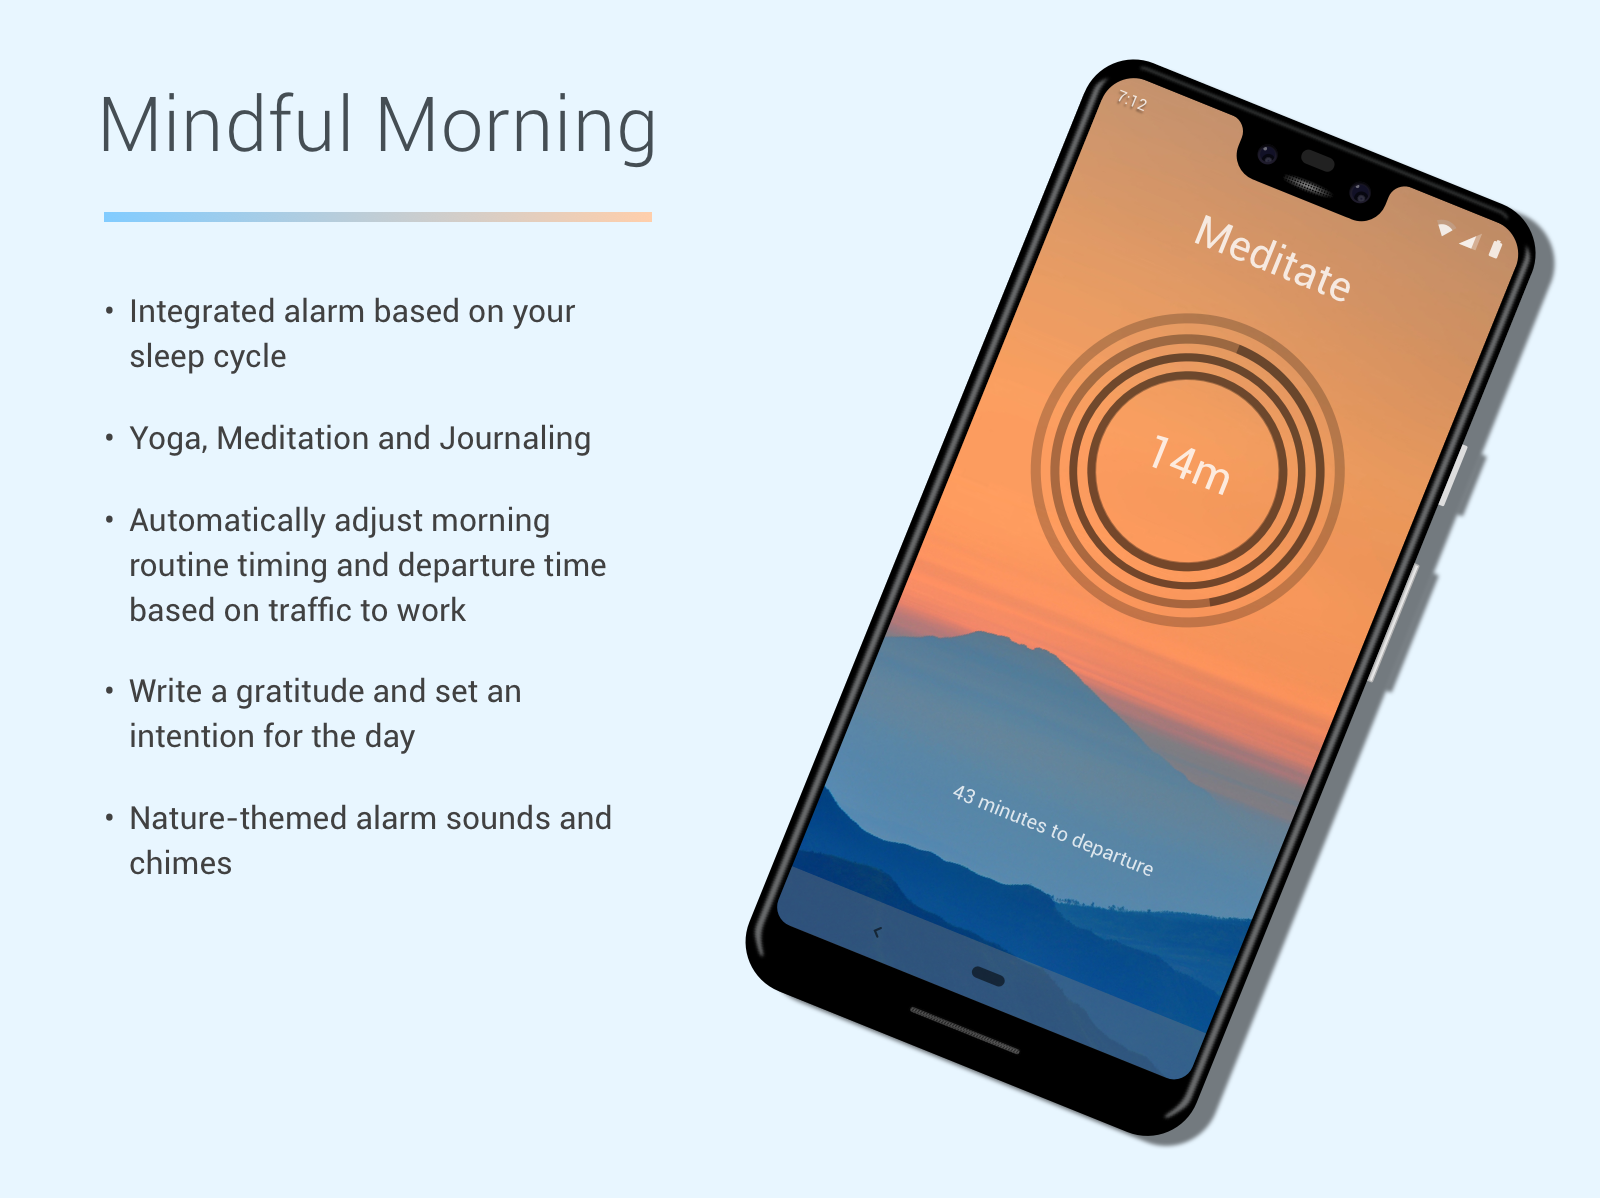 Mindful Morning
• Integrated alarm based on your
sleep cycle
• Yoga, Meditation and Journaling
• Automatically adjust morning
routine timing and departure time
based on traffic to work
• Write a gratitude and set an
intention for the day
• Nature-themed alarm sounds and
chimes
7:12
Meditate
14m
43 minutes to departure